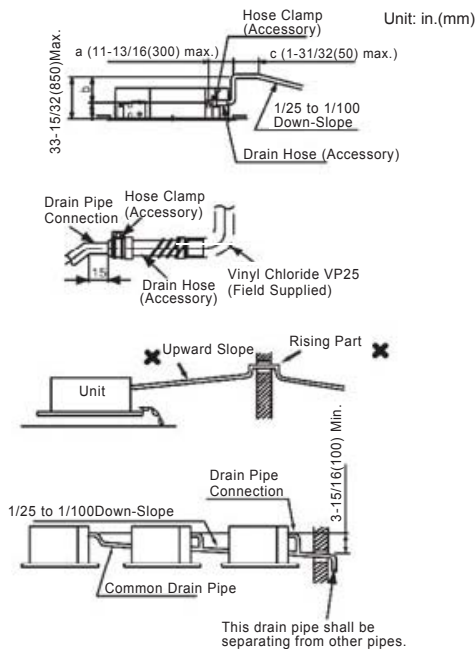 Unit: in.(mm)
Hose Clamp
(Accessory)
a (11-13/16(300) max.)
c (1-31/32(50) max.)
33-15/32(850)Max.
b
1/25 to 1/100
Down-Slope
Drain Hose (Accessory)
Drain Pipe
Connection
Hose Clamp
(Accessory)
15
Drain Hose
(Accessory)
Vinyl Chloride VP25
(Field Supplied)
Upward Slope
Rising Part
Unit
3-15/16(100) Min.
Drain Pipe
Connection
1/25 to 1/100Down-Slope
Common Drain Pipe
This drain pipe shall be
separating from other pipes.